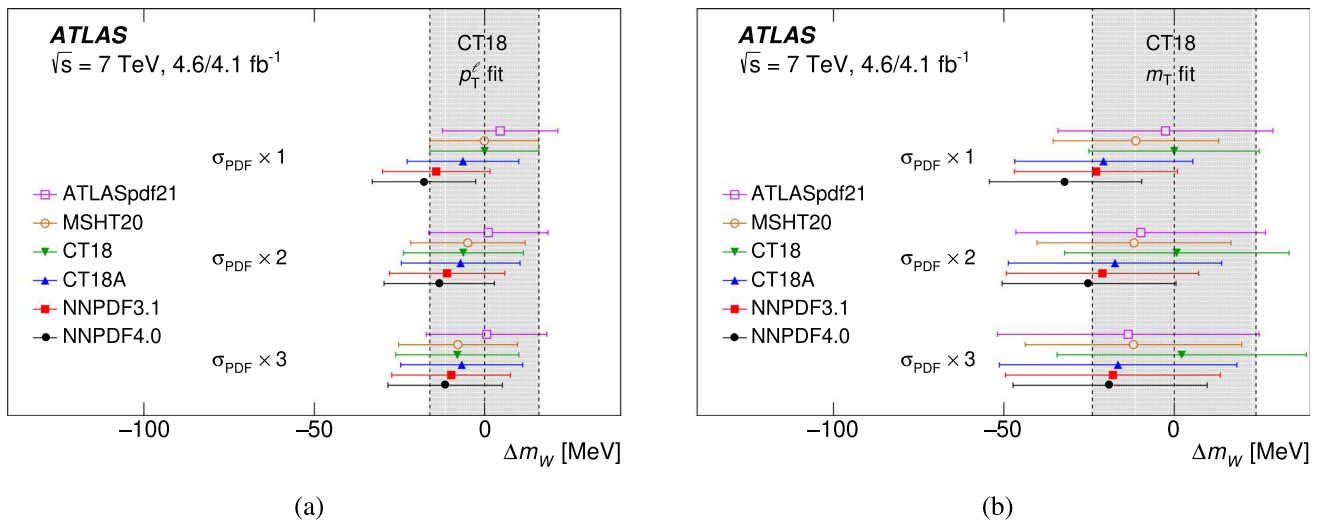 ATLAS
√s = 7 TeV, 4.6/4.1 fb⁻¹
CT18
p_T^ℓ fit
σ_PDF × 1
ATLASpdf21
MSHT20
CT18
σ_PDF × 2
CT18A
NNPDF3.1
NNPDF4.0
σ_PDF × 3
−100
−50
0
Δm_W [MeV]
(a)
ATLAS
√s = 7 TeV, 4.6/4.1 fb⁻¹
CT18
m_T fit
σ_PDF × 1
ATLASpdf21
MSHT20
CT18
σ_PDF × 2
CT18A
NNPDF3.1
NNPDF4.0
σ_PDF × 3
−100
−50
0
Δm_W [MeV]
(b)